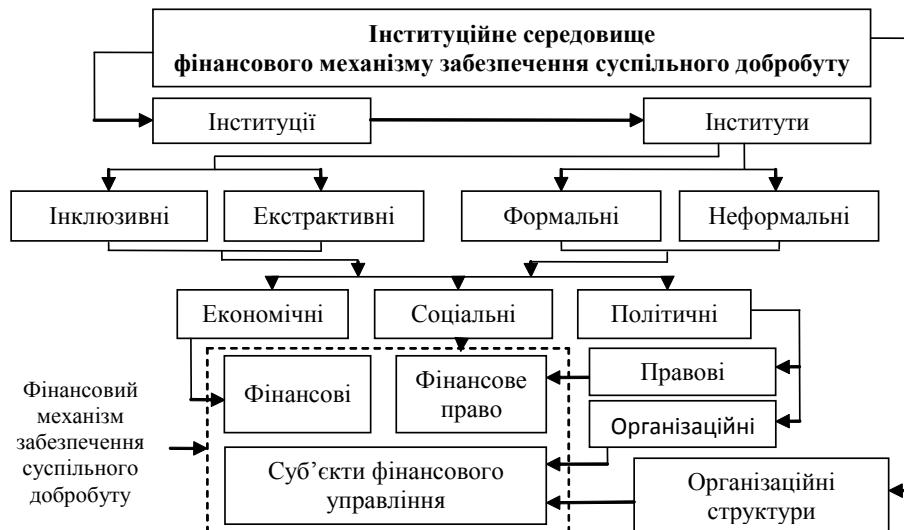 Інституційне середовище
фінансового механізму забезпечення суспільного добробуту
Інституції
Інститути
Інклюзивні
Екстрактивні
Формальні
Неформальні
Економічні
Соціальні
Політичні
Фінансовий
механізм
забезпечення
суспільного
добробуту
Фінансові
Фінансове
право
Правові
Організаційні
Суб’єкти фінансового
управління
Організаційні
структури